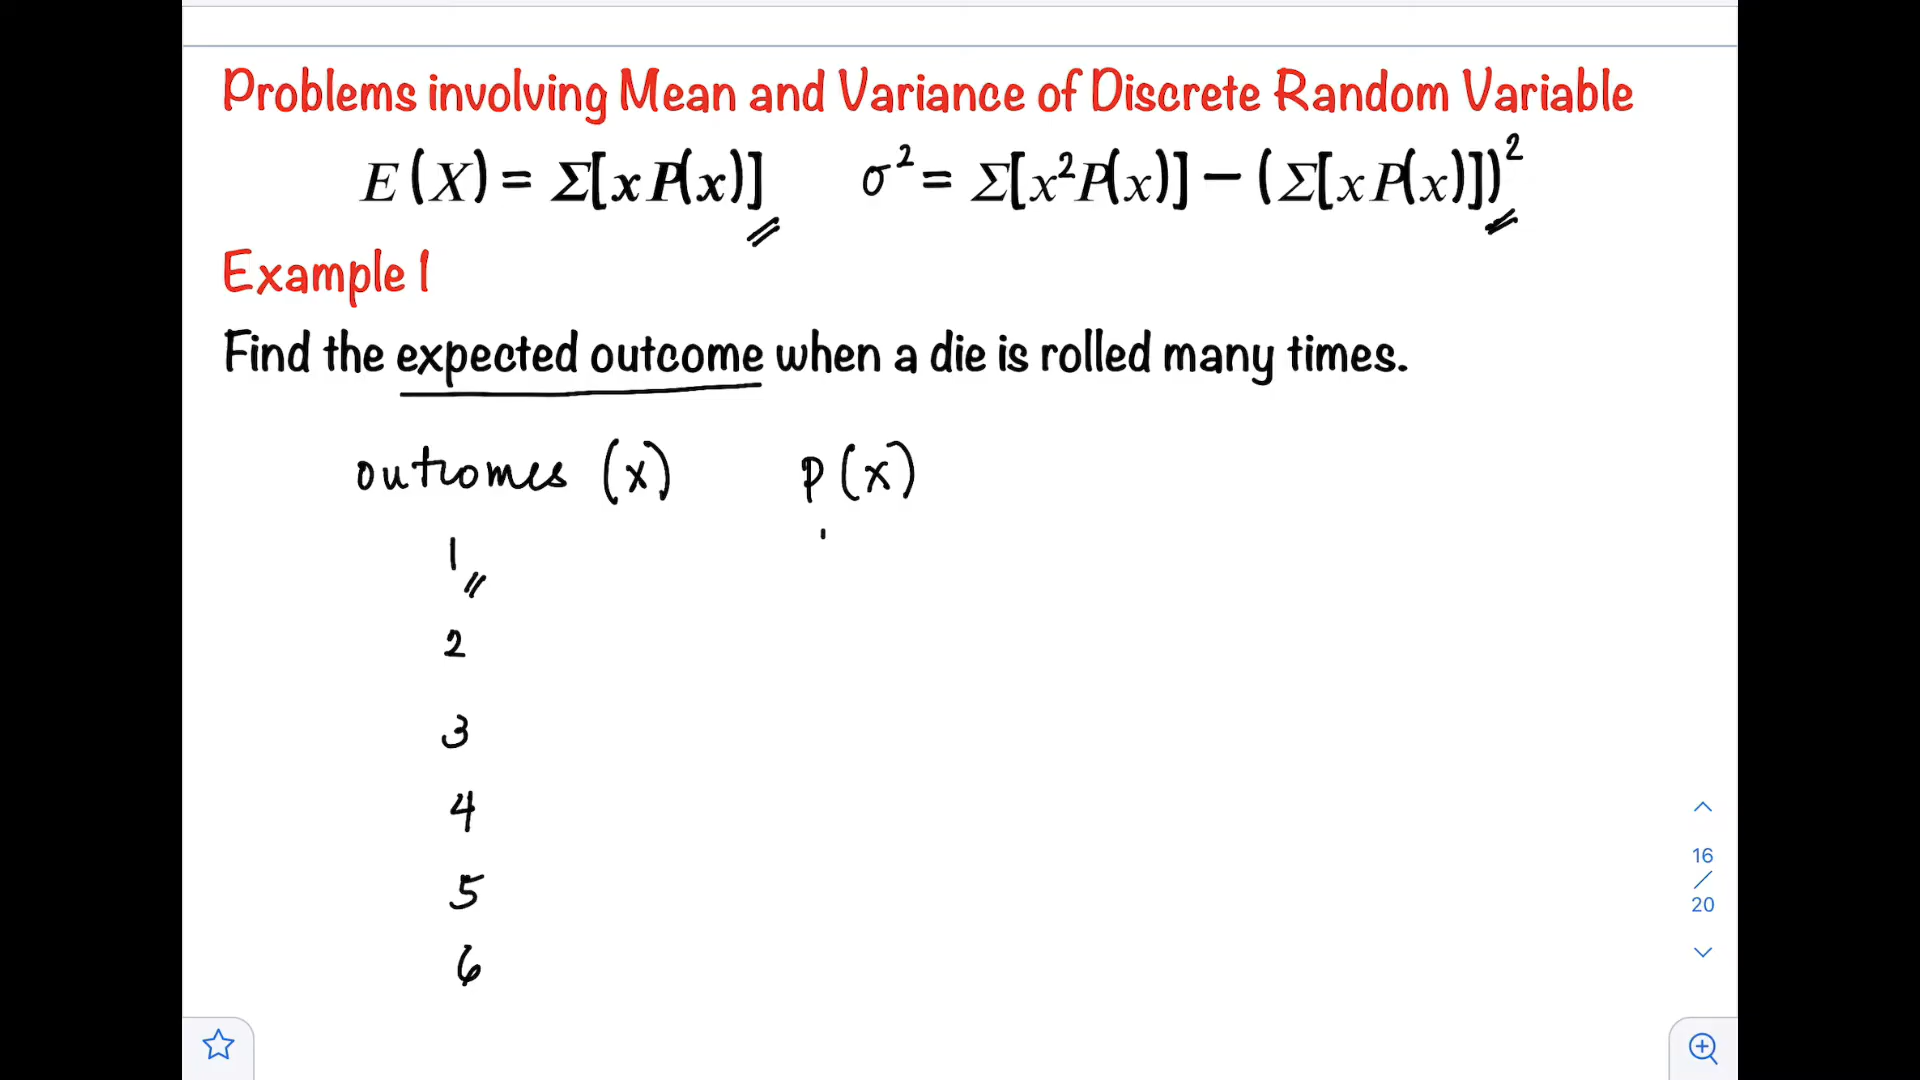 Problems involving Mean and Variance of Discrete Random Variable
E(X) = Σ[xP(x)] σ² = Σ[x²P(x)] − (Σ[xP(x)])²
Example 1
Find the expected outcome when a die is rolled many times.
outcomes (x) P(x)
1
2
3
4
5
6
16
/
20